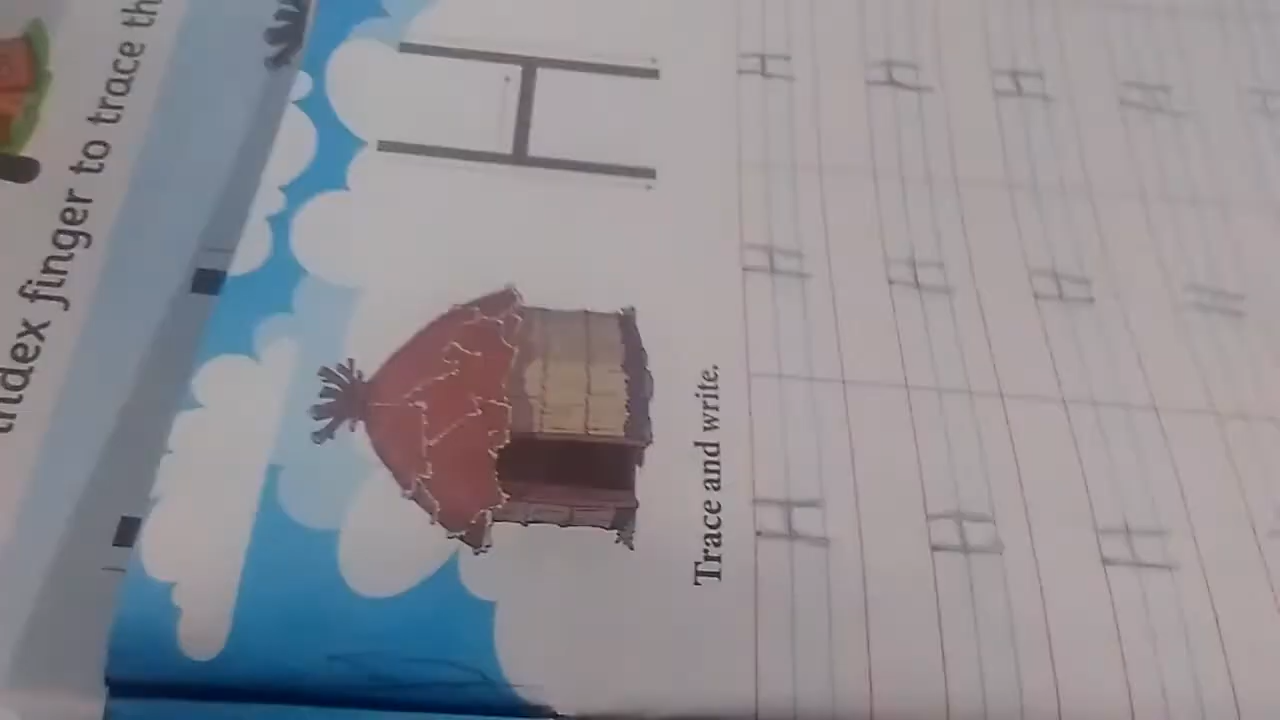 index finger to trace th
H
Trace and write.
H H H
H H H
H H H
H H